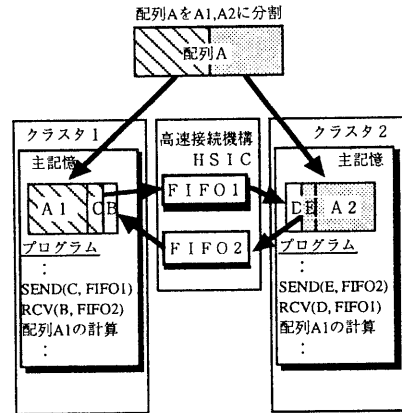 配列AをA1,A2に分割
配列A
クラスタ1
主記憶
A1 C B
プログラム
:
SEND(C, FIFO1)
RCV(B, FIFO2)
配列A1の計算
:
高速接続機構
HSIC
FIFO1
FIFO2
クラスタ2
主記憶
D E A2
プログラム
:
SEND(E, FIFO2)
RCV(D, FIFO1)
配列A1の計算
: